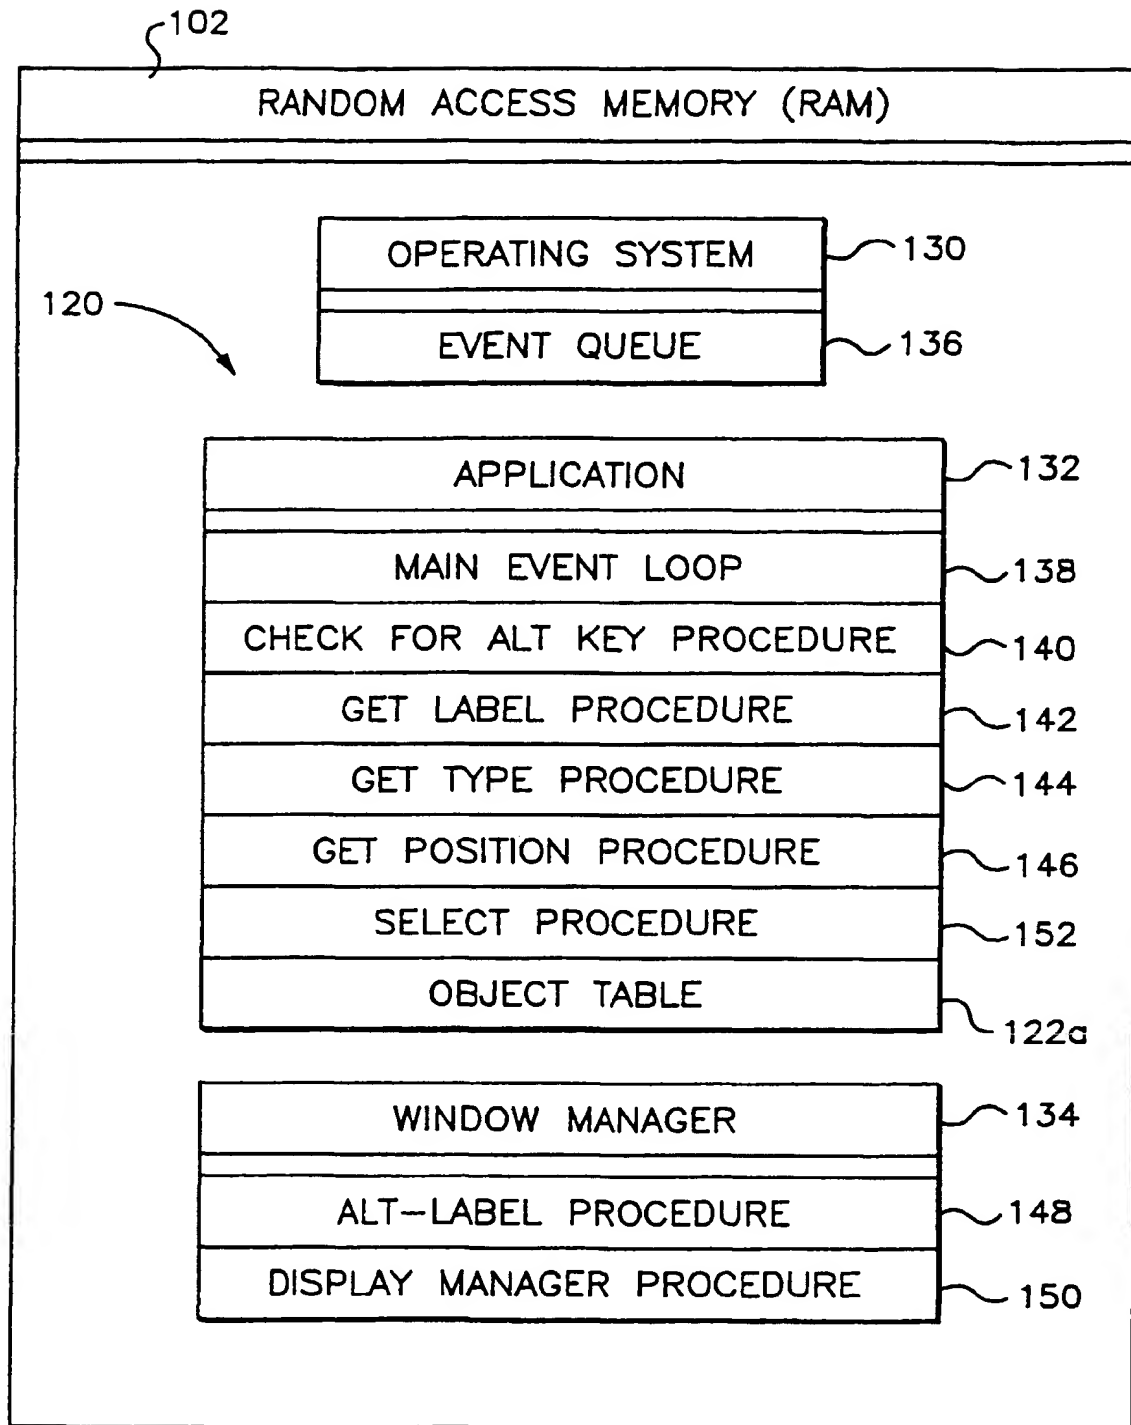 102
RANDOM ACCESS MEMORY (RAM)
OPERATING SYSTEM 130
120
EVENT QUEUE 136
APPLICATION 132
MAIN EVENT LOOP 138
CHECK FOR ALT KEY PROCEDURE 140
GET LABEL PROCEDURE 142
GET TYPE PROCEDURE 144
GET POSITION PROCEDURE 146
SELECT PROCEDURE 152
OBJECT TABLE 122a
WINDOW MANAGER 134
ALT-LABEL PROCEDURE 148
DISPLAY MANAGER PROCEDURE 150